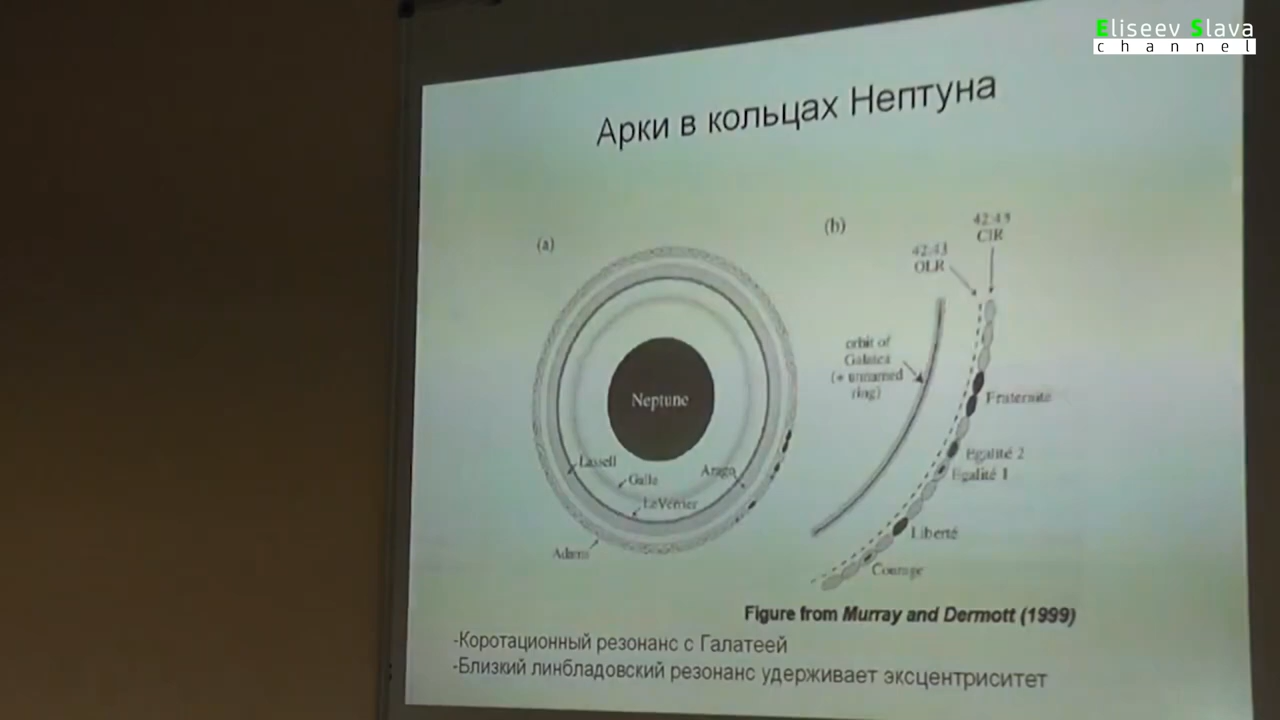 Eliseev Slava
channel
Арки в кольцах Нептуна
(a)
Neptune
Lassell
Galle
Arago
LeVerrier
Adams
(b)
42:43
CIR
42:43
OLR
orbit of
Galatea
(+ unnamed
ring)
Fraternité
Egalité 2
Egalité 1
Liberté
Courage
Figure from Murray and Dermott (1999)
-Коротационный резонанс с Галатеей
-Близкий линбладовский резонанс удерживает эксцентриситет